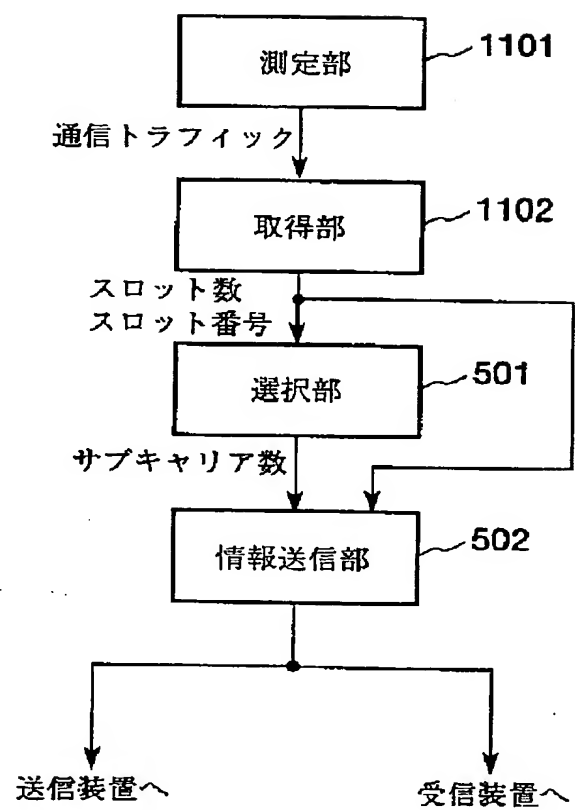 測定部
1101
通信トラフィック
取得部
1102
スロット数
スロット番号
選択部
501
サブキャリア数
情報送信部
502
送信装置へ
受信装置へ